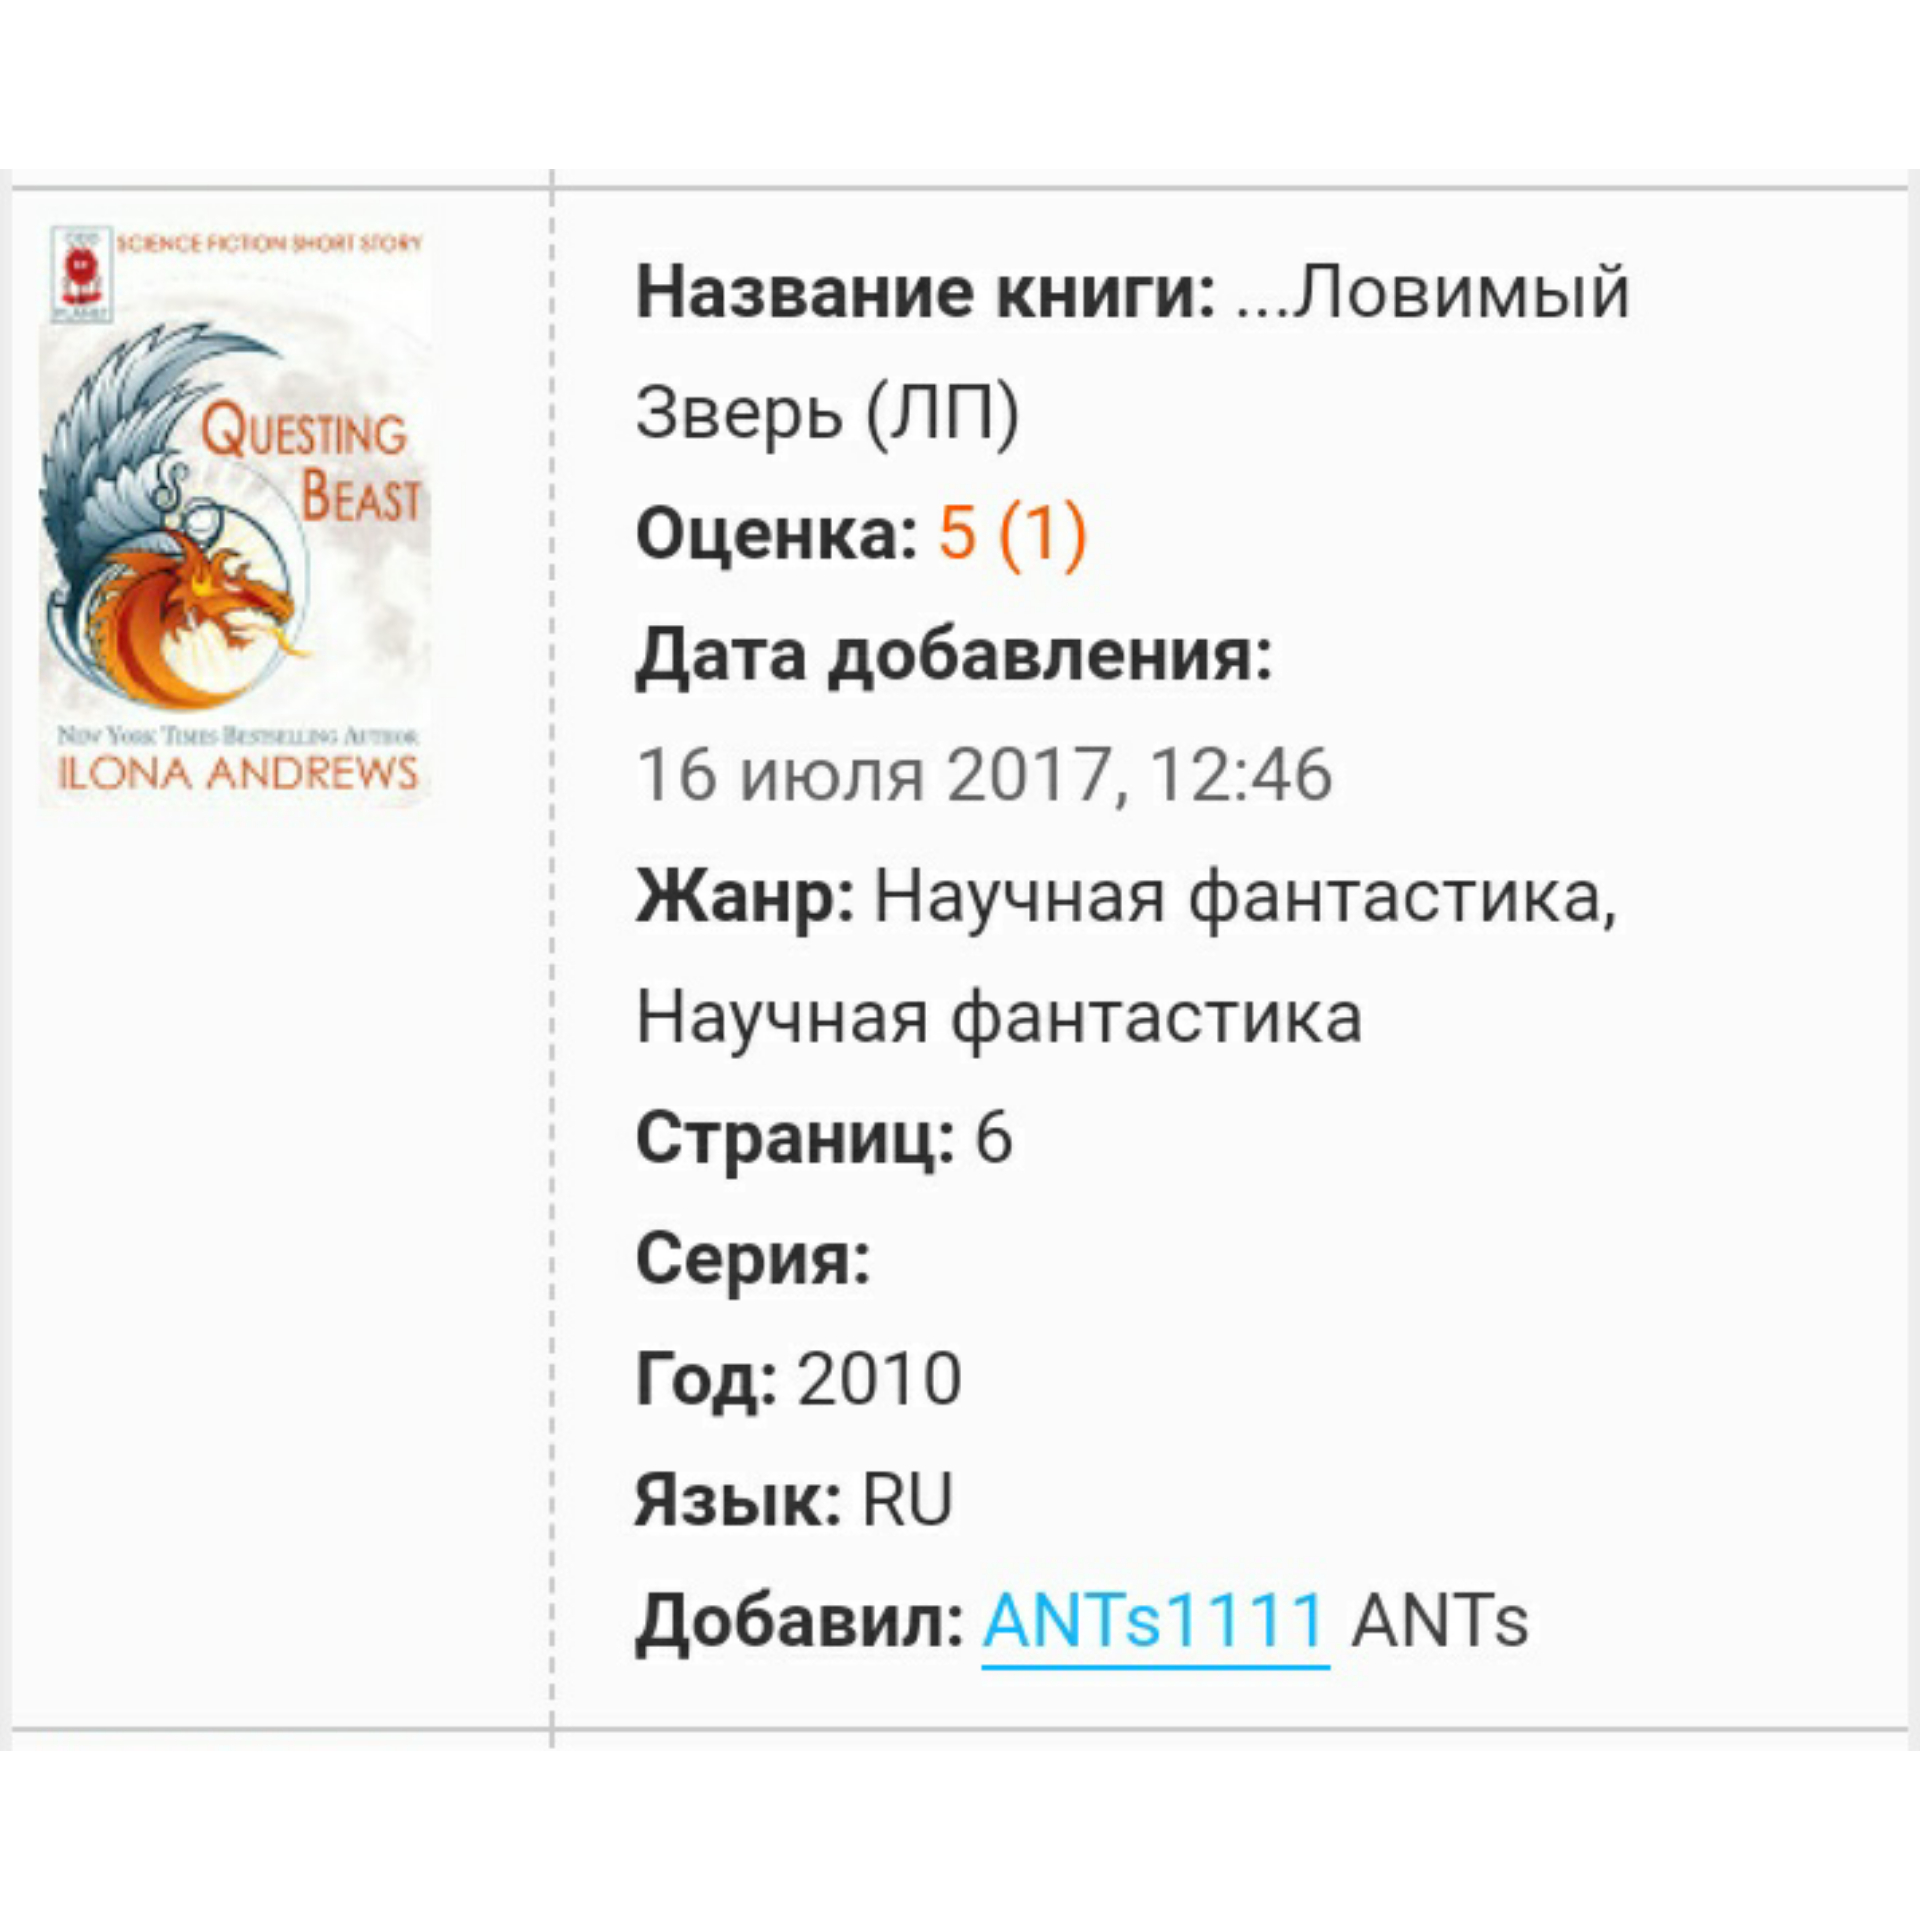 SCIENCE FICTION SHORT STORY
QUESTING
BEAST
NEW YORK TIMES BESTSELLING AUTHOR
ILONA ANDREWS
Название книги: ...Ловимый
Зверь (ЛП)
Оценка: 5 (1)
Дата добавления:
16 июля 2017, 12:46
Жанр: Научная фантастика,
Научная фантастика
Страниц: 6
Серия:
Год: 2010
Язык: RU
Добавил: ANTs1111 ANTs